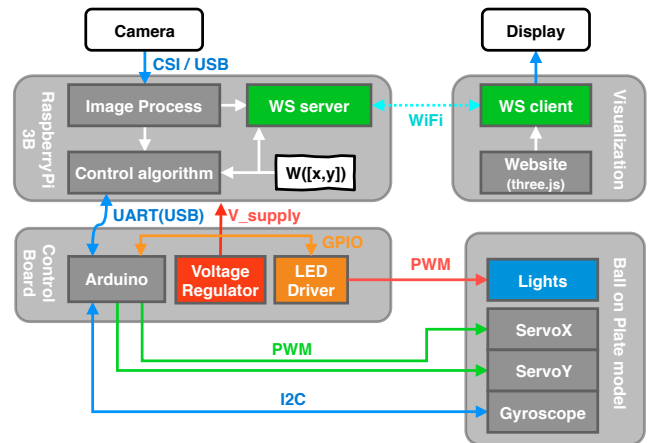 Camera
Display
CSI / USB
RaspberryPi
3B
Image Process
WS server
WiFi
WS client
Visualization
Control algorithm
W([x,y])
Website
(three.js)
UART(USB)
V_supply
Control
Board
GPIO
Arduino
Voltage
Regulator
LED
Driver
PWM
Lights
Ball on Plate model
PWM
ServoX
ServoY
I2C
Gyroscope